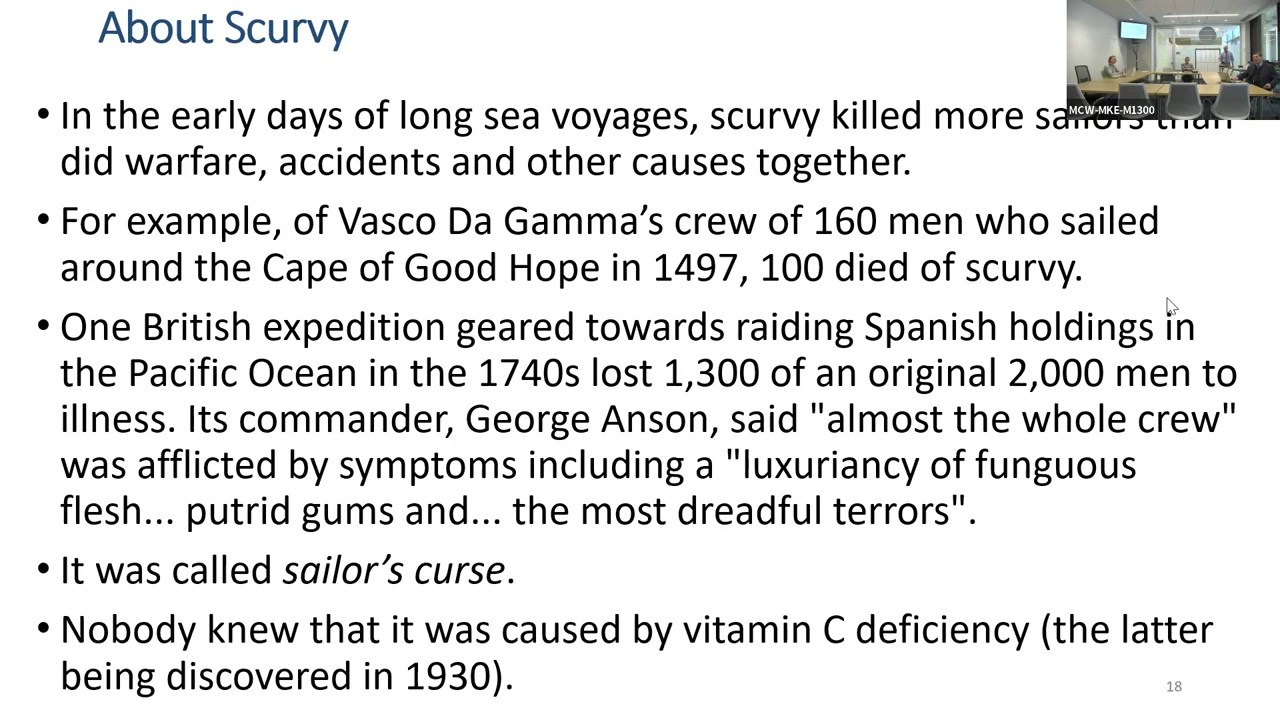 About Scurvy
MCW-MKE-M1300
• In the early days of long sea voyages, scurvy killed more sailors than
did warfare, accidents and other causes together.
• For example, of Vasco Da Gamma’s crew of 160 men who sailed
around the Cape of Good Hope in 1497, 100 died of scurvy.
• One British expedition geared towards raiding Spanish holdings in
the Pacific Ocean in the 1740s lost 1,300 of an original 2,000 men to
illness. Its commander, George Anson, said "almost the whole crew"
was afflicted by symptoms including a "luxuriancy of funguous
flesh... putrid gums and... the most dreadful terrors".
• It was called sailor’s curse.
• Nobody knew that it was caused by vitamin C deficiency (the latter
being discovered in 1930).
18